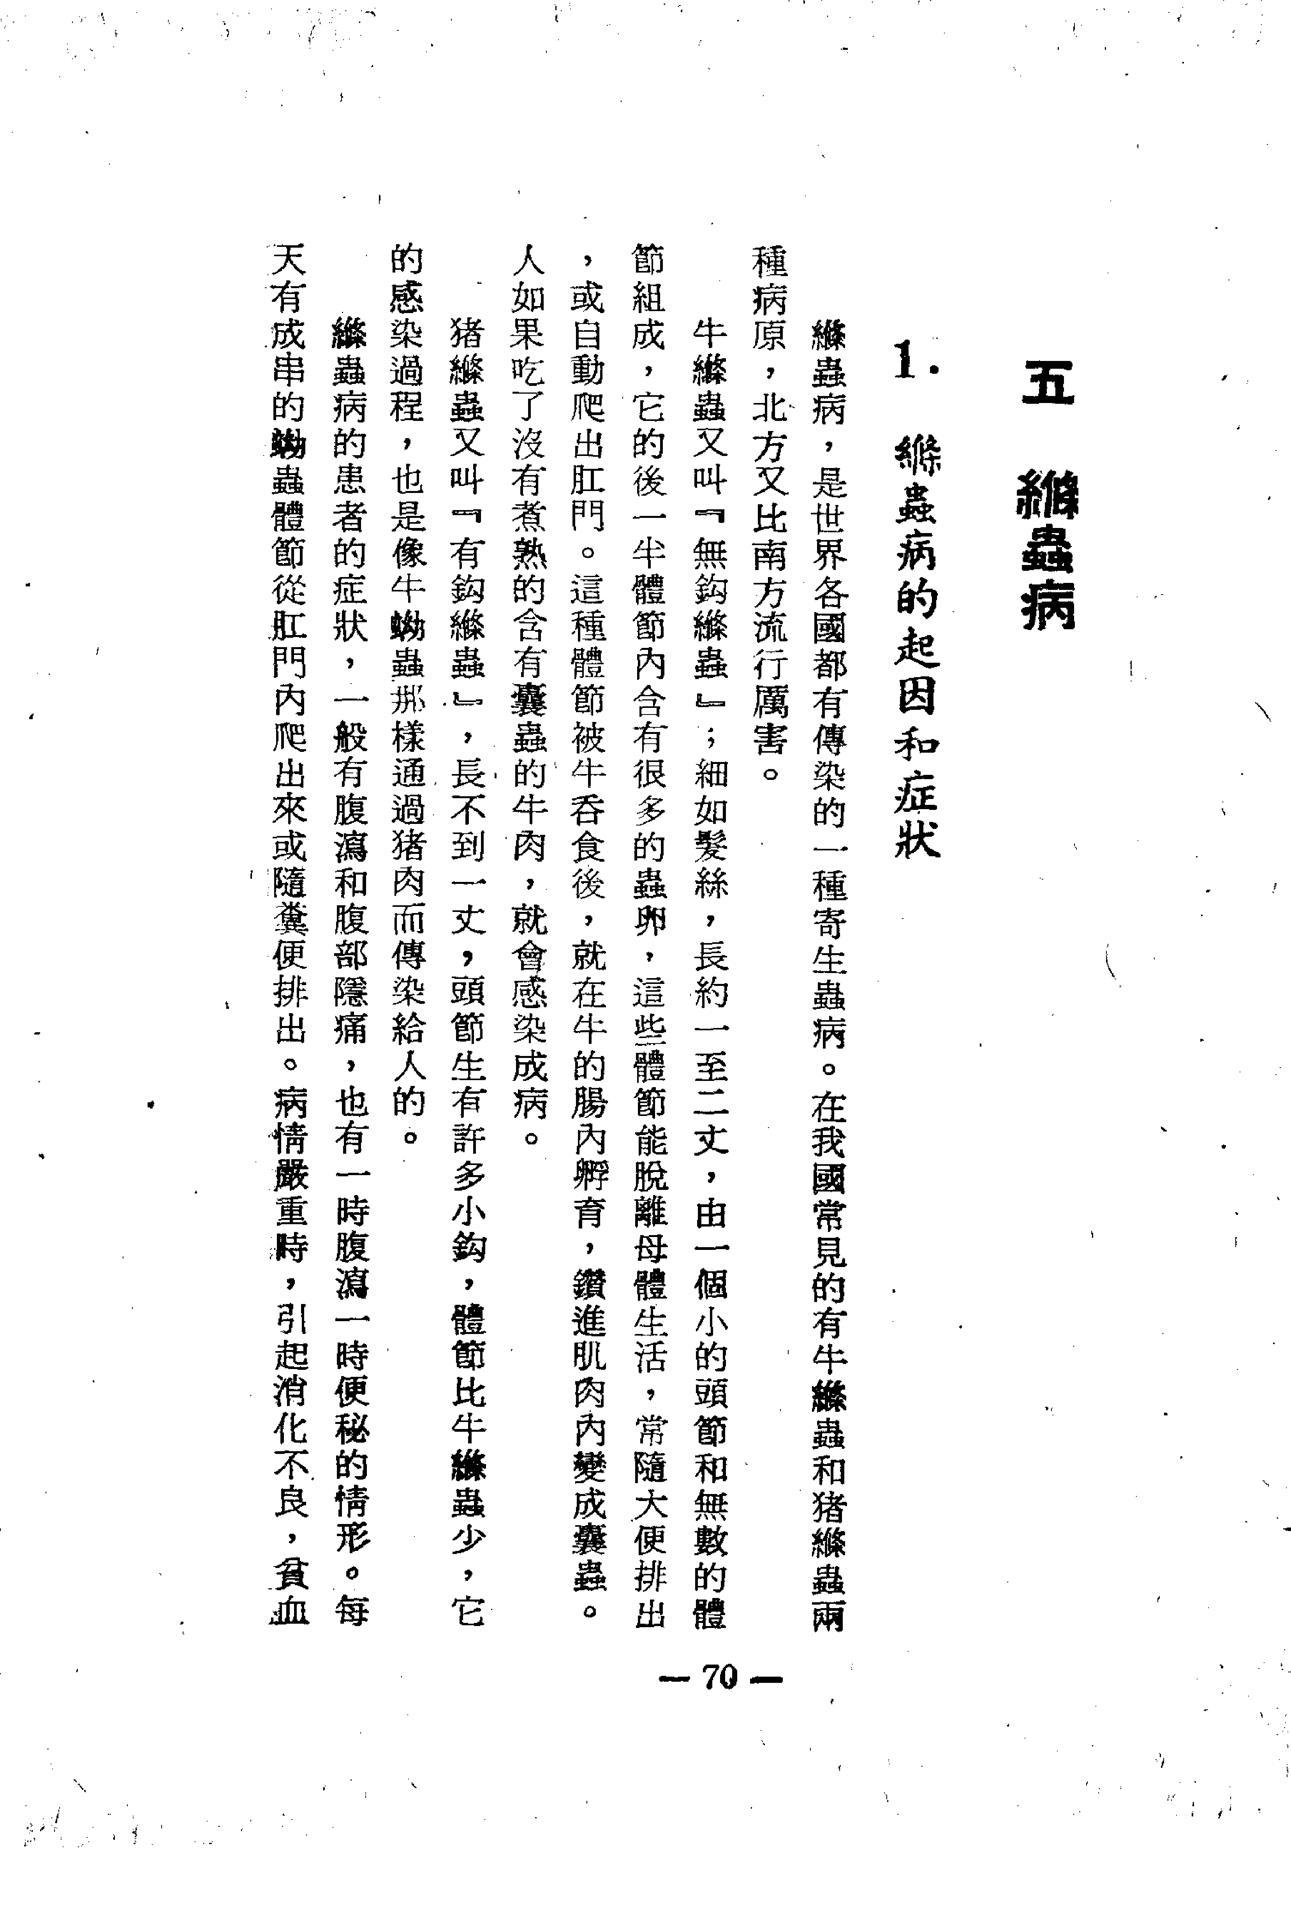 五 縧蟲病
1. 縧蟲病的起因和症狀
縧蟲病，是世界各國都有傳染的一種寄生蟲病。在我國常見的有牛縧蟲和猪縧蟲兩
種病原，北方又比南方流行厲害。
牛縧蟲又叫『無鈎縧蟲』；細如髮絲，長約一至二丈，由一個小的頭節和無數的體
節組成，它的後一半體節內含有很多的蟲卵，這些體節能脫離母體生活，常隨大便排出
，或自動爬出肛門。這種體節被牛吞食後，就在牛的腸內孵育，鑽進肌肉內變成囊蟲。
人如果吃了沒有煮熟的含有囊蟲的牛肉，就會感染成病。
猪縧蟲又叫『有鈎縧蟲』，長不到一丈，頭節生有許多小鈎，體節比牛縧蟲少，它
的感染過程，也是像牛蚴蟲那樣通過猪肉而傳染給人的。
縧蟲病的患者的症狀，一般有腹瀉和腹部隱痛，也有一時腹瀉一時便秘的情形。每
天有成串的蚴蟲體節從肛門內爬出來或隨糞便排出。病情嚴重時，引起消化不良，貧血
— 70 —